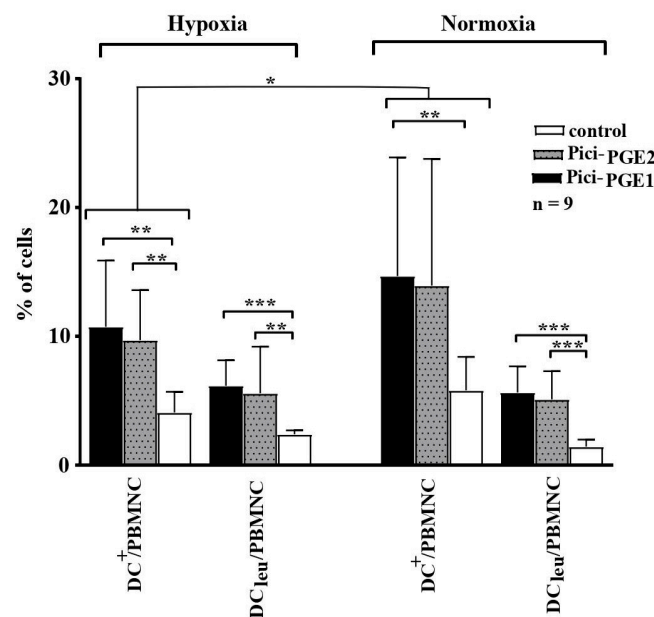 Hypoxia
Normoxia
*
**
30
20
10
0
% of cells
control
Pici-PGE2
Pici-PGE1
n = 9
**
**
***
**
***
***
DC+/PBMNC
DCleu/PBMNC
DC+/PBMNC
DCleu/PBMNC